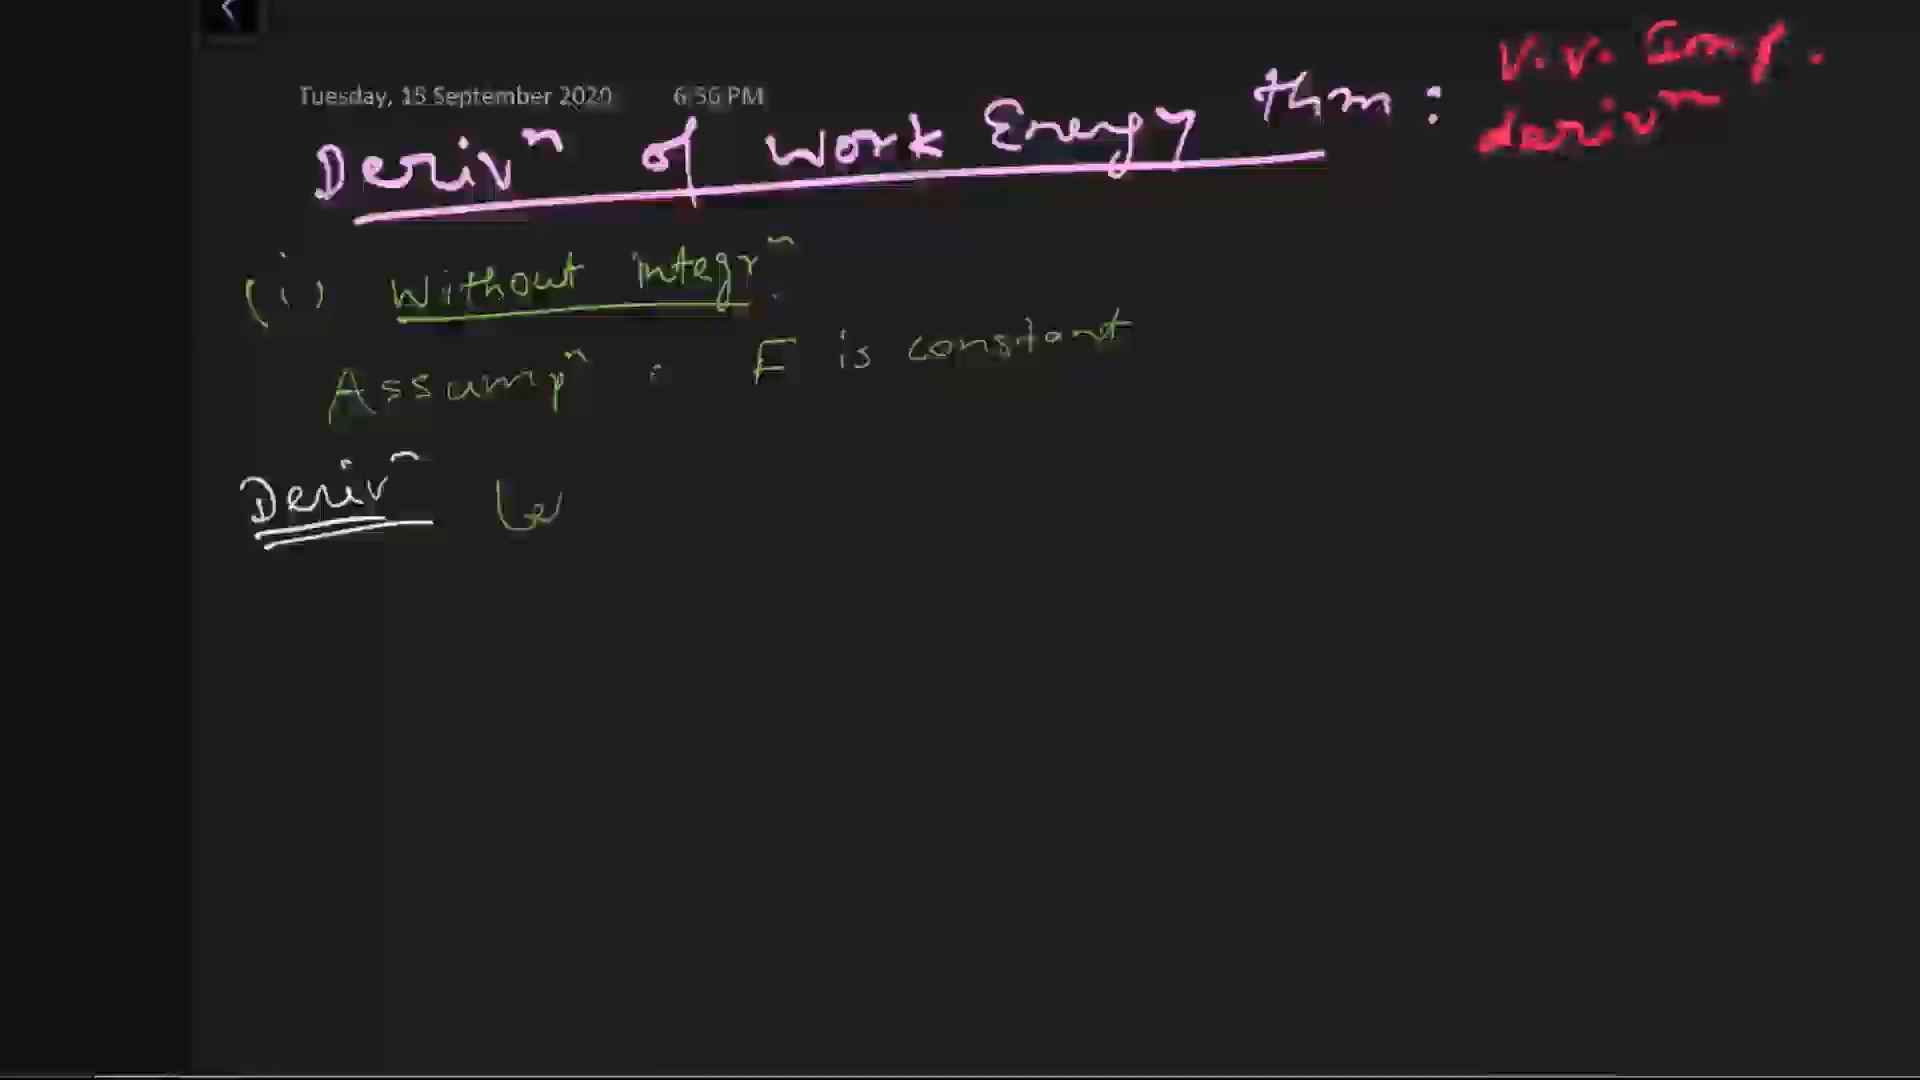 Tuesday, 15 September 2020 6:56 PM
V.V. Imp.
derivⁿ
Derivⁿ of Work Energy thm :
(i) Without integrⁿ
Assumpⁿ : F is constant
Derivⁿ